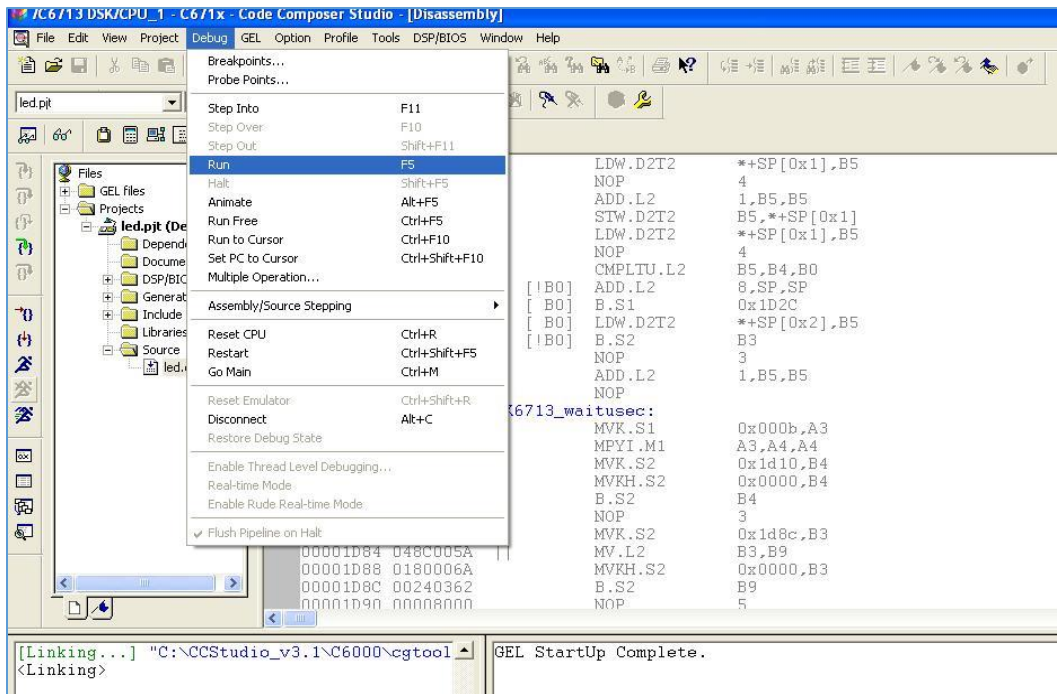 /C6713 DSK/CPU_1 - C671x - Code Composer Studio - [Disassembly]
File Edit View Project Debug GEL Option Profile Tools DSP/BIOS Window Help
led.pjt
Breakpoints...
Probe Points...
Step Into F11
Step Over F10
Step Out Shift+F11
Run F5
Halt Shift+F5
Animate Alt+F5
Run Free Ctrl+F5
Run to Cursor Ctrl+F10
Set PC to Cursor Ctrl+Shift+F10
Multiple Operation...
Assembly/Source Stepping
Reset CPU Ctrl+R
Restart Ctrl+Shift+F5
Go Main Ctrl+M
Reset Emulator Ctrl+Shift+R
Disconnect Alt+C
Restore Debug State
Enable Thread Level Debugging...
Real-time Mode
Enable Rude Real-time Mode
Flush Pipeline on Halt
Files
GEL files
Projects
led.pjt (De
Depend
Docume
DSP/BIO
Generat
Include
Libraries
Source
led.
LDW.D2T2 *+SP[0x1],B5
NOP 4
ADD.L2 1,B5,B5
STW.D2T2 B5,*+SP[0x1]
LDW.D2T2 *+SP[0x1],B5
NOP 4
CMPLTU.L2 B5,B4,B0
[!B0] ADD.L2 8,SP,SP
[ B0] B.S1 0x1D2C
[ B0] LDW.D2T2 *+SP[0x2],B5
[!B0] B.S2 B3
NOP 3
ADD.L2 1,B5,B5
NOP
K6713_waitusec:
MVK.S1 0x000b,A3
MPYI.M1 A3,A4,A4
MVK.S2 0x1d10,B4
MVKH.S2 0x0000,B4
B.S2 B4
NOP 3
MVK.S2 0x1d8c,B3
00001D84 048C005A || MV.L2 B3,B9
00001D88 0180006A MVKH.S2 0x0000,B3
00001D8C 00240362 B.S2 B9
00001D90 00008000 NOP 5
[Linking...] "C:\CCStudio_v3.1\C6000\cgtool
<Linking>
GEL StartUp Complete.